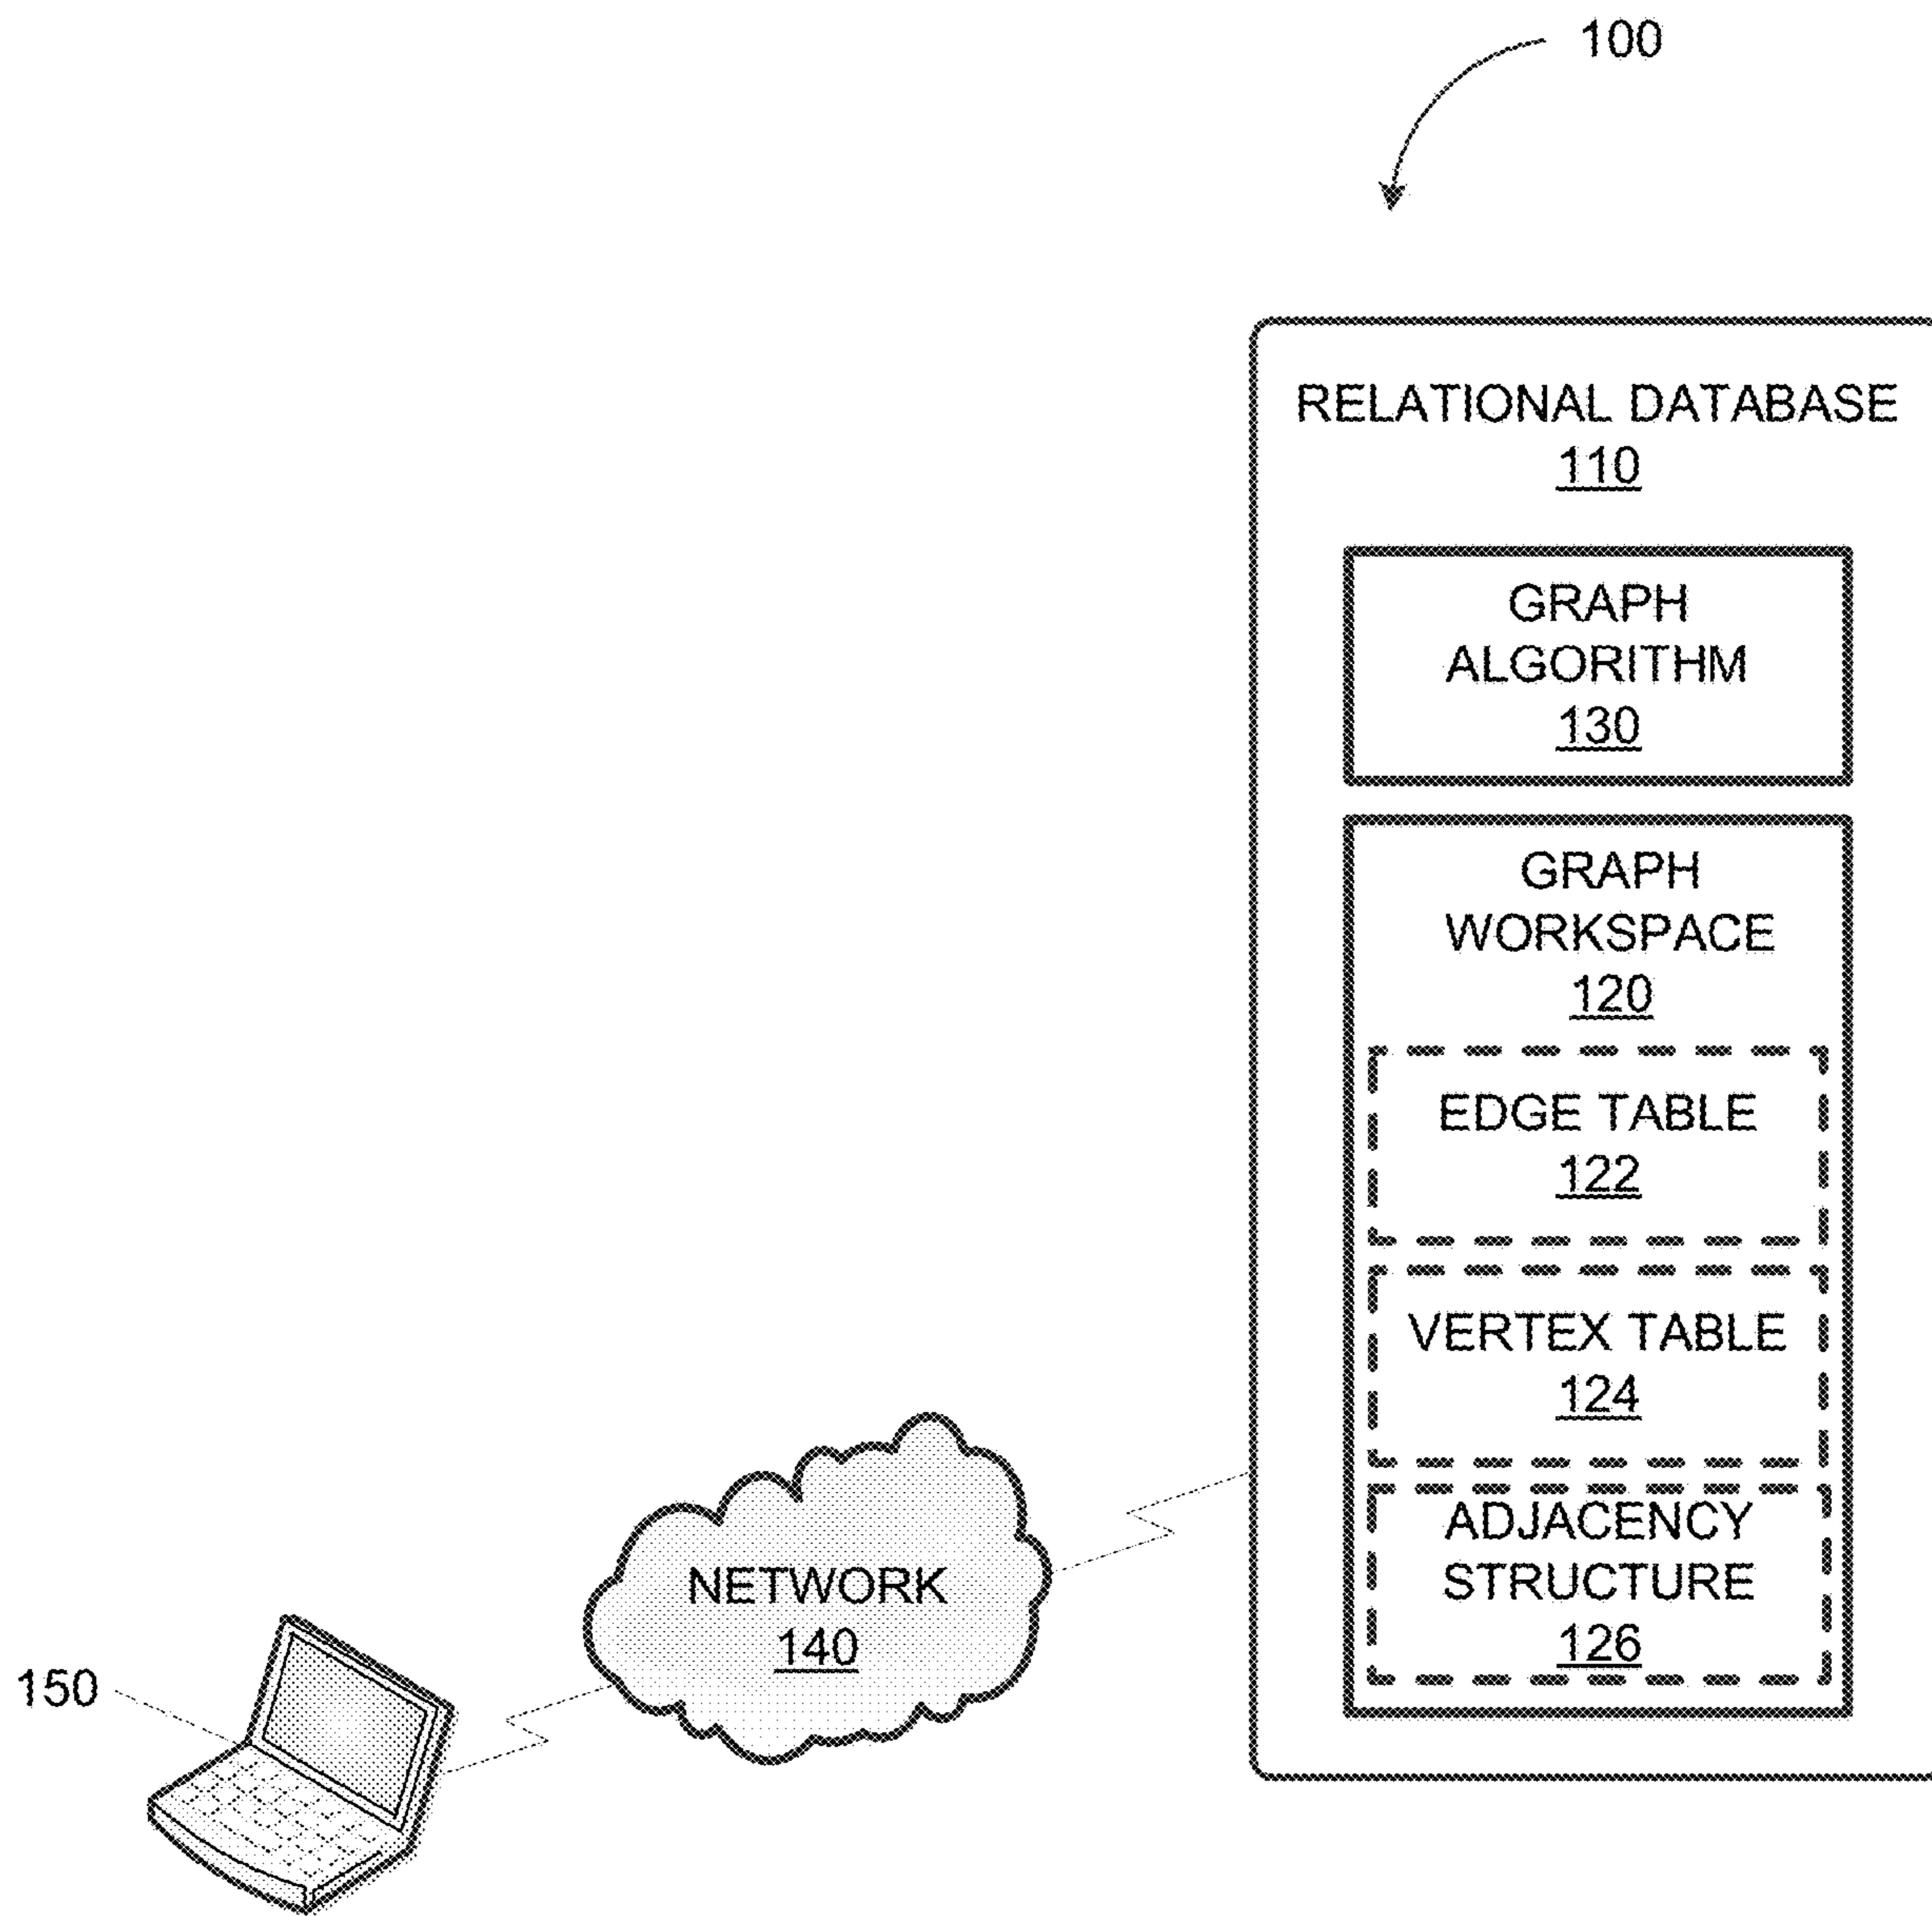 100
RELATIONAL DATABASE
110
GRAPH
ALGORITHM
130
GRAPH
WORKSPACE
120
EDGE TABLE
122
VERTEX TABLE
124
ADJACENCY
STRUCTURE
126
NETWORK
140
150